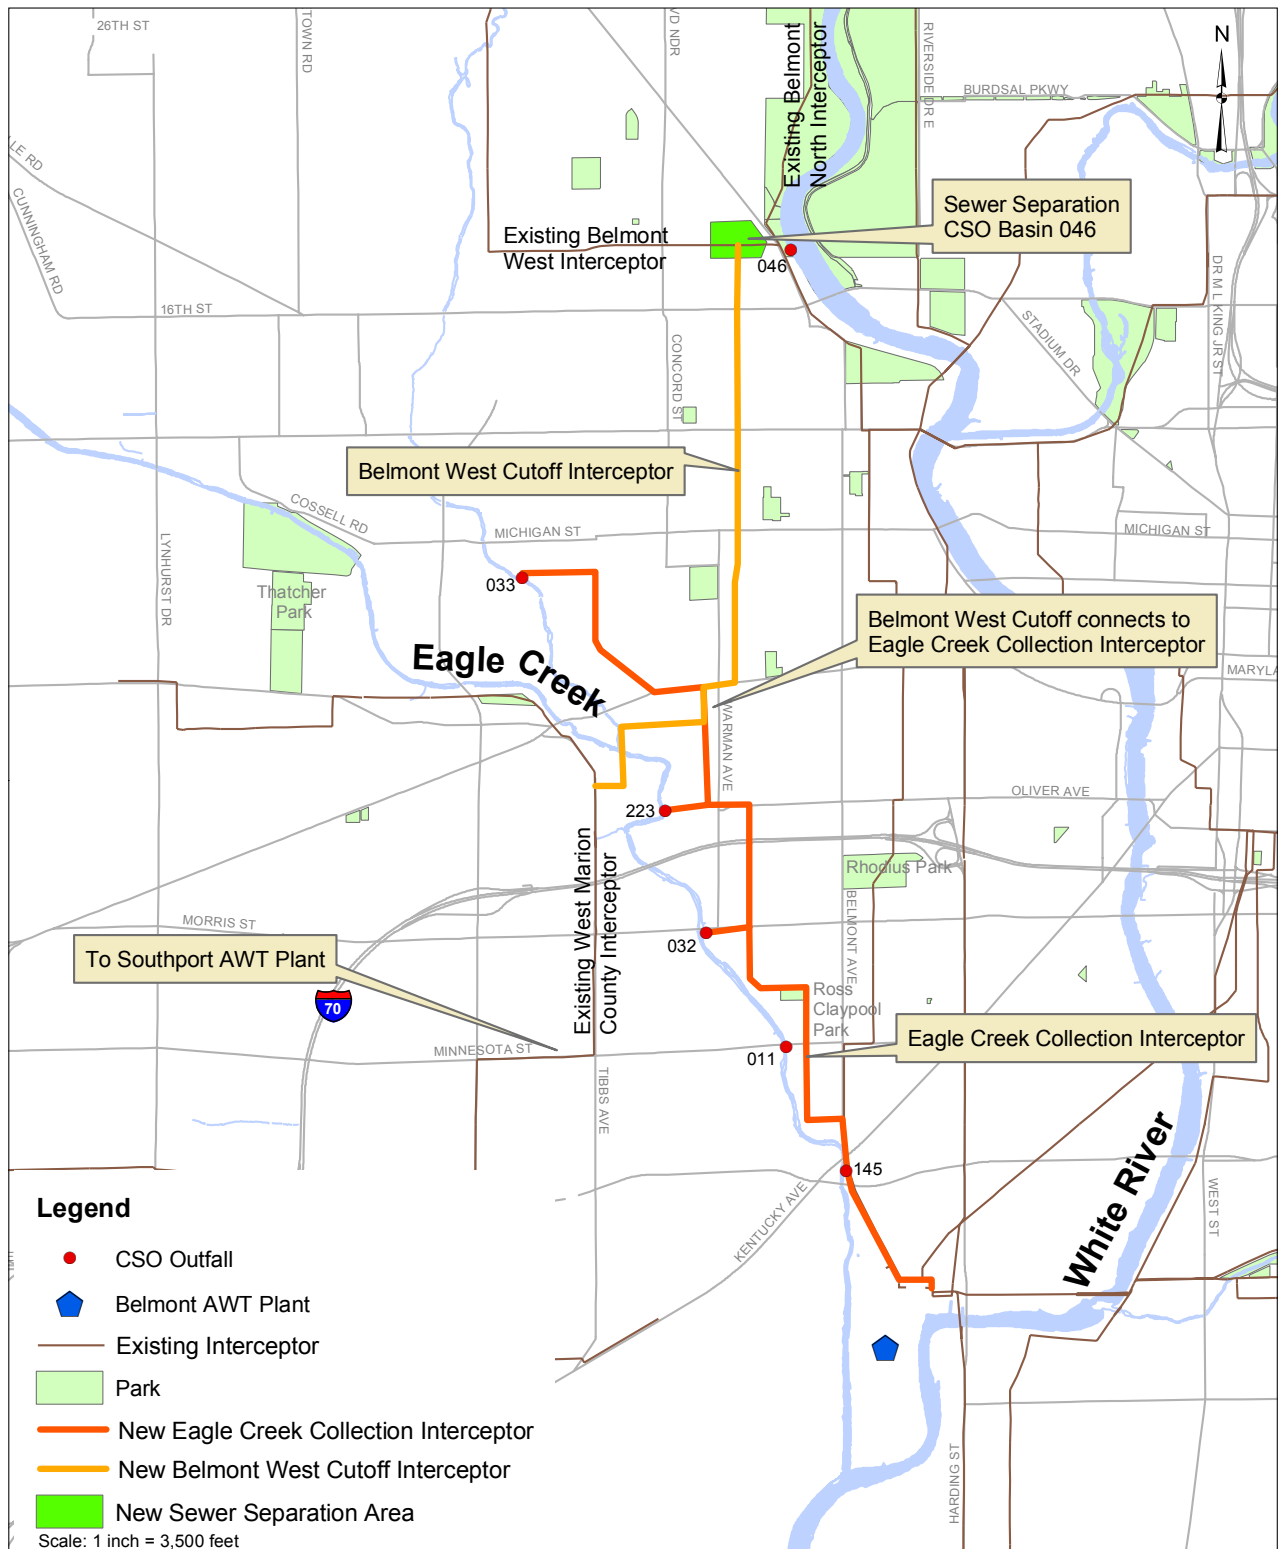 26TH ST
TOWN RD
VD NDR
Existing Belmont
North Interceptor
RIVERSIDE DR E
BURDSAL PKWY
N
LE RD
CUNNINGHAM RD
Sewer Separation
CSO Basin 046
Existing Belmont
West Interceptor
046
16TH ST
CONCORD ST
STADIUM DR
DR M L KING JR ST
Belmont West Cutoff Interceptor
COSSELL RD
MICHIGAN ST
MICHIGAN ST
LYNHURST DR
Thatcher
Park
033
Belmont West Cutoff connects to
Eagle Creek Collection Interceptor
Eagle Creek
MARYLA
WARMAN AVE
OLIVER AVE
223
Existing West Marion
County Interceptor
Rhodius Park
BELMONT AVE
MORRIS ST
032
To Southport AWT Plant
70
Ross
Claypool
Park
Eagle Creek Collection Interceptor
MINNESOTA ST
011
TIBBS AVE
145
KENTUCKY AVE
White River
WEST ST
HARDING ST
Legend
CSO Outfall
Belmont AWT Plant
Existing Interceptor
Park
New Eagle Creek Collection Interceptor
New Belmont West Cutoff Interceptor
New Sewer Separation Area
Scale: 1 inch = 3,500 feet